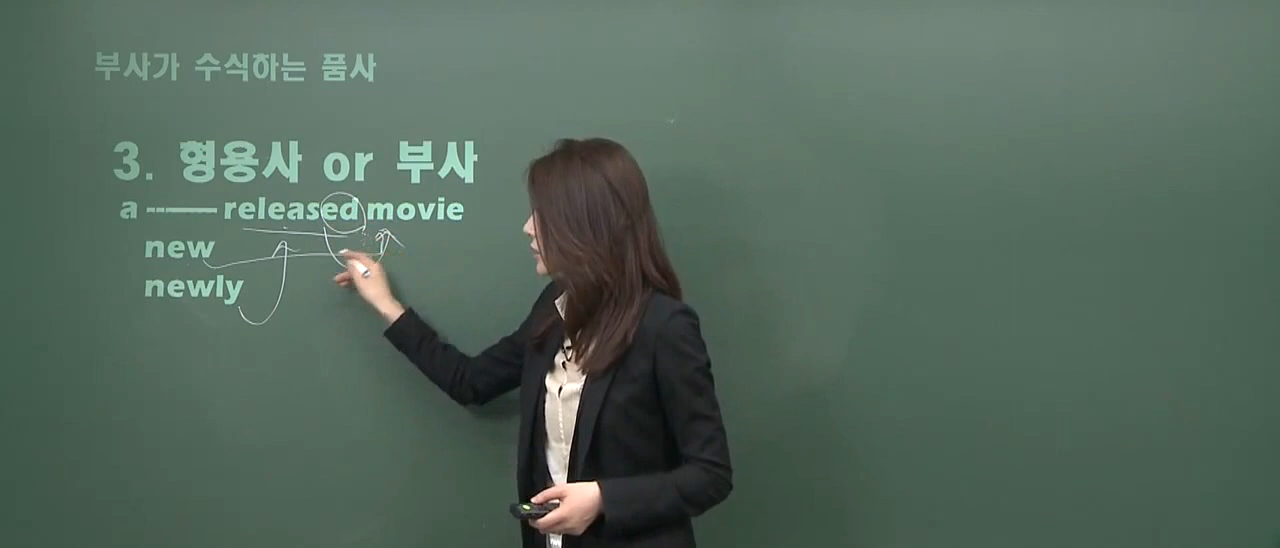 부사가 수식하는 품사
3. 형용사 or 부사
a ------- released movie
new
newly